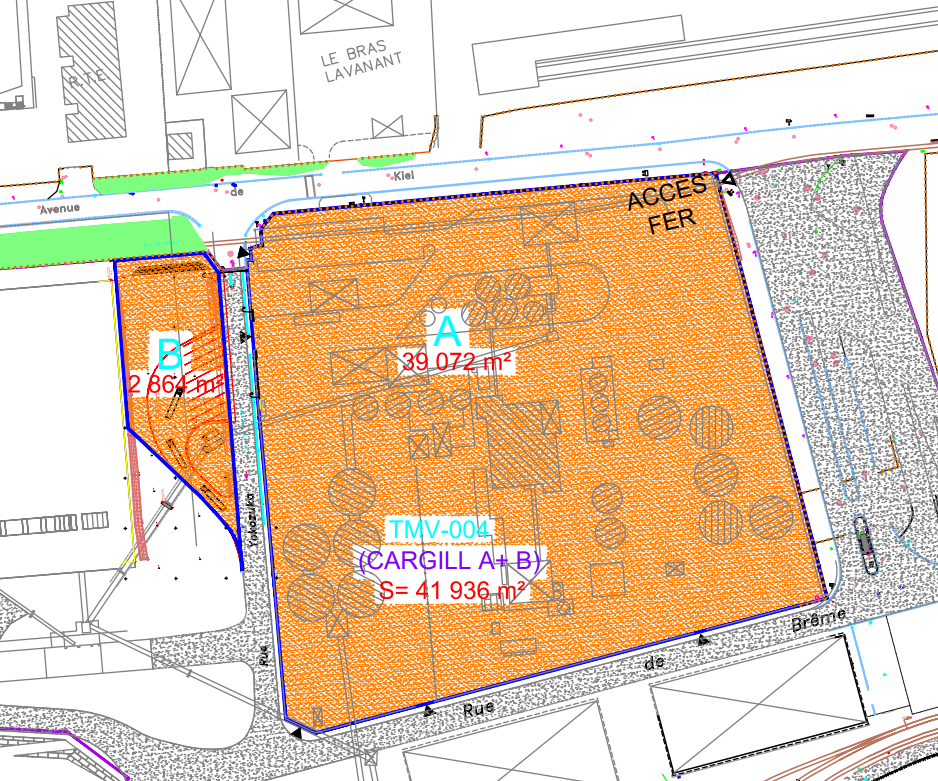 LE BRAS
LAVANANT
R.T.E.
Kiel
de
Avenue
ACCES
FER
A
39 072 m²
B
2 864 m²
Yokozuka
TMV-004
(CARGILL A+ B)
S= 41 936 m²
Rue
Brême
de
Rue